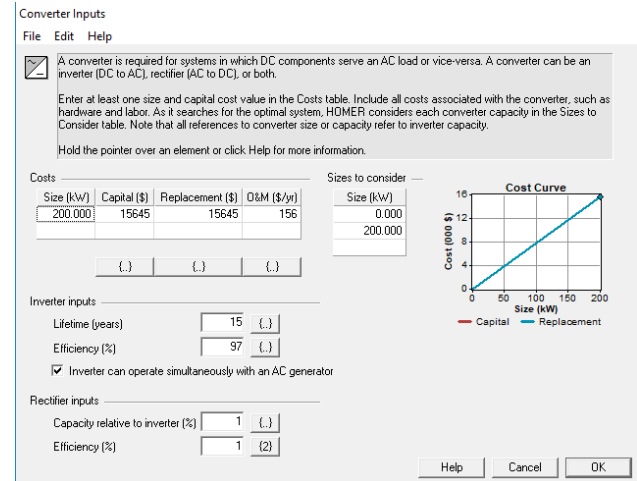 Converter Inputs
File Edit Help
A converter is required for systems in which DC components serve an AC load or vice-versa. A converter can be an
inverter (DC to AC), rectifier (AC to DC), or both.
Enter at least one size and capital cost value in the Costs table. Include all costs associated with the converter, such as
hardware and labor. As it searches for the optimal system, HOMER considers each converter capacity in the Sizes to
Consider table. Note that all references to converter size or capacity refer to inverter capacity.
Hold the pointer over an element or click Help for more information.
Costs
Size (kW) Capital ($) Replacement ($) O&M ($/yr)
200.000 15645 15645 156
{..} {..} {..}
Sizes to consider
Size (kW)
0.000
200.000
Cost Curve
Cost (000 $)
16
12
8
4
0
0 50 100 150 200
Size (kW)
Capital Replacement
Inverter inputs
Lifetime (years) 15 {..}
Efficiency (%) 97 {..}
Inverter can operate simultaneously with an AC generator
Rectifier inputs
Capacity relative to inverter (%) 1 {..}
Efficiency (%) 1 {2}
Help Cancel OK